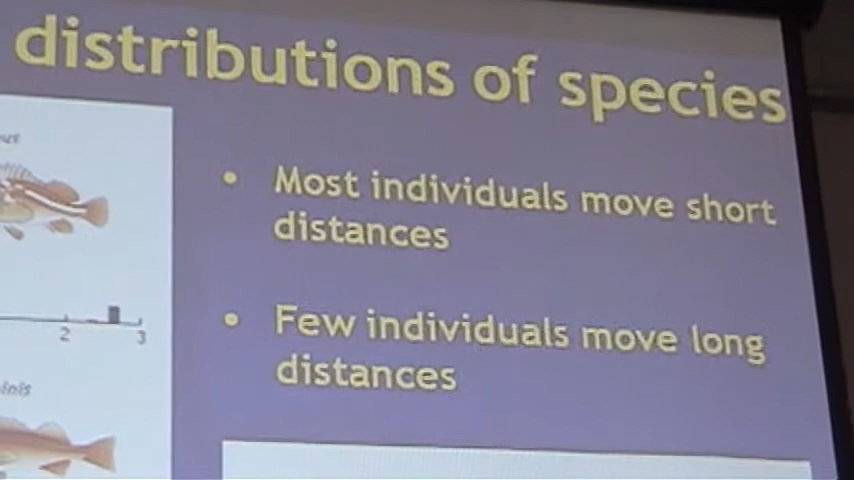 distributions of species
• Most individuals move short
distances
• Few individuals move long
distances
2 3